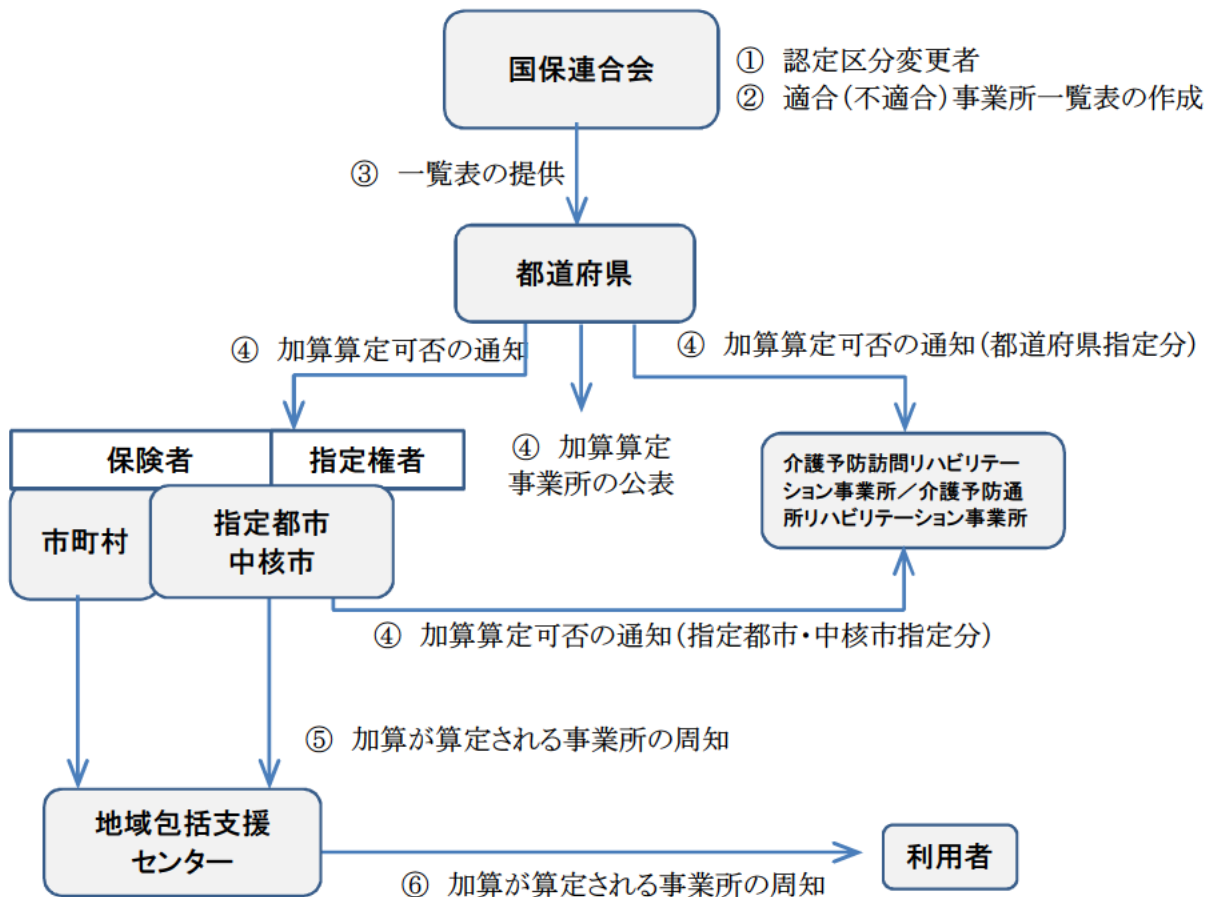 国保連合会
① 認定区分変更者
② 適合(不適合)事業所一覧表の作成
③ 一覧表の提供
都道府県
④ 加算算定可否の通知
④ 加算算定可否の通知(都道府県指定分)
保険者
指定権者
④ 加算算定
事業所の公表
介護予防訪問リハビリテー
ション事業所/介護予防通
所リハビリテーション事業所
市町村
指定都市
中核市
④ 加算算定可否の通知(指定都市・中核市指定分)
⑤ 加算が算定される事業所の周知
地域包括支援
センター
利用者
⑥ 加算が算定される事業所の周知